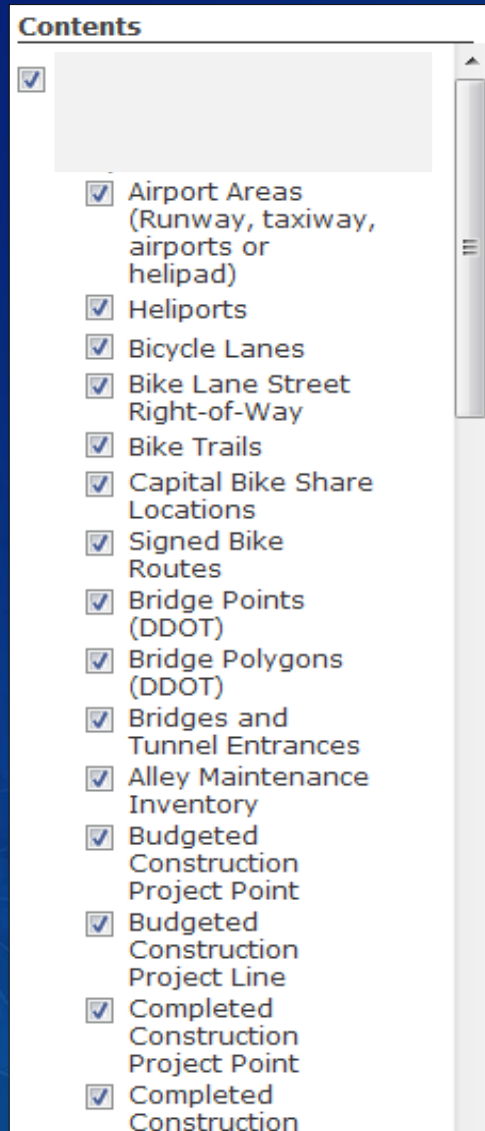 Contents
Airport Areas
(Runway, taxiway,
airports or
helipad)
Heliports
Bicycle Lanes
Bike Lane Street
Right-of-Way
Bike Trails
Capital Bike Share
Locations
Signed Bike
Routes
Bridge Points
(DDOT)
Bridge Polygons
(DDOT)
Bridges and
Tunnel Entrances
Alley Maintenance
Inventory
Budgeted
Construction
Project Point
Budgeted
Construction
Project Line
Completed
Construction
Project Point
Completed
Construction